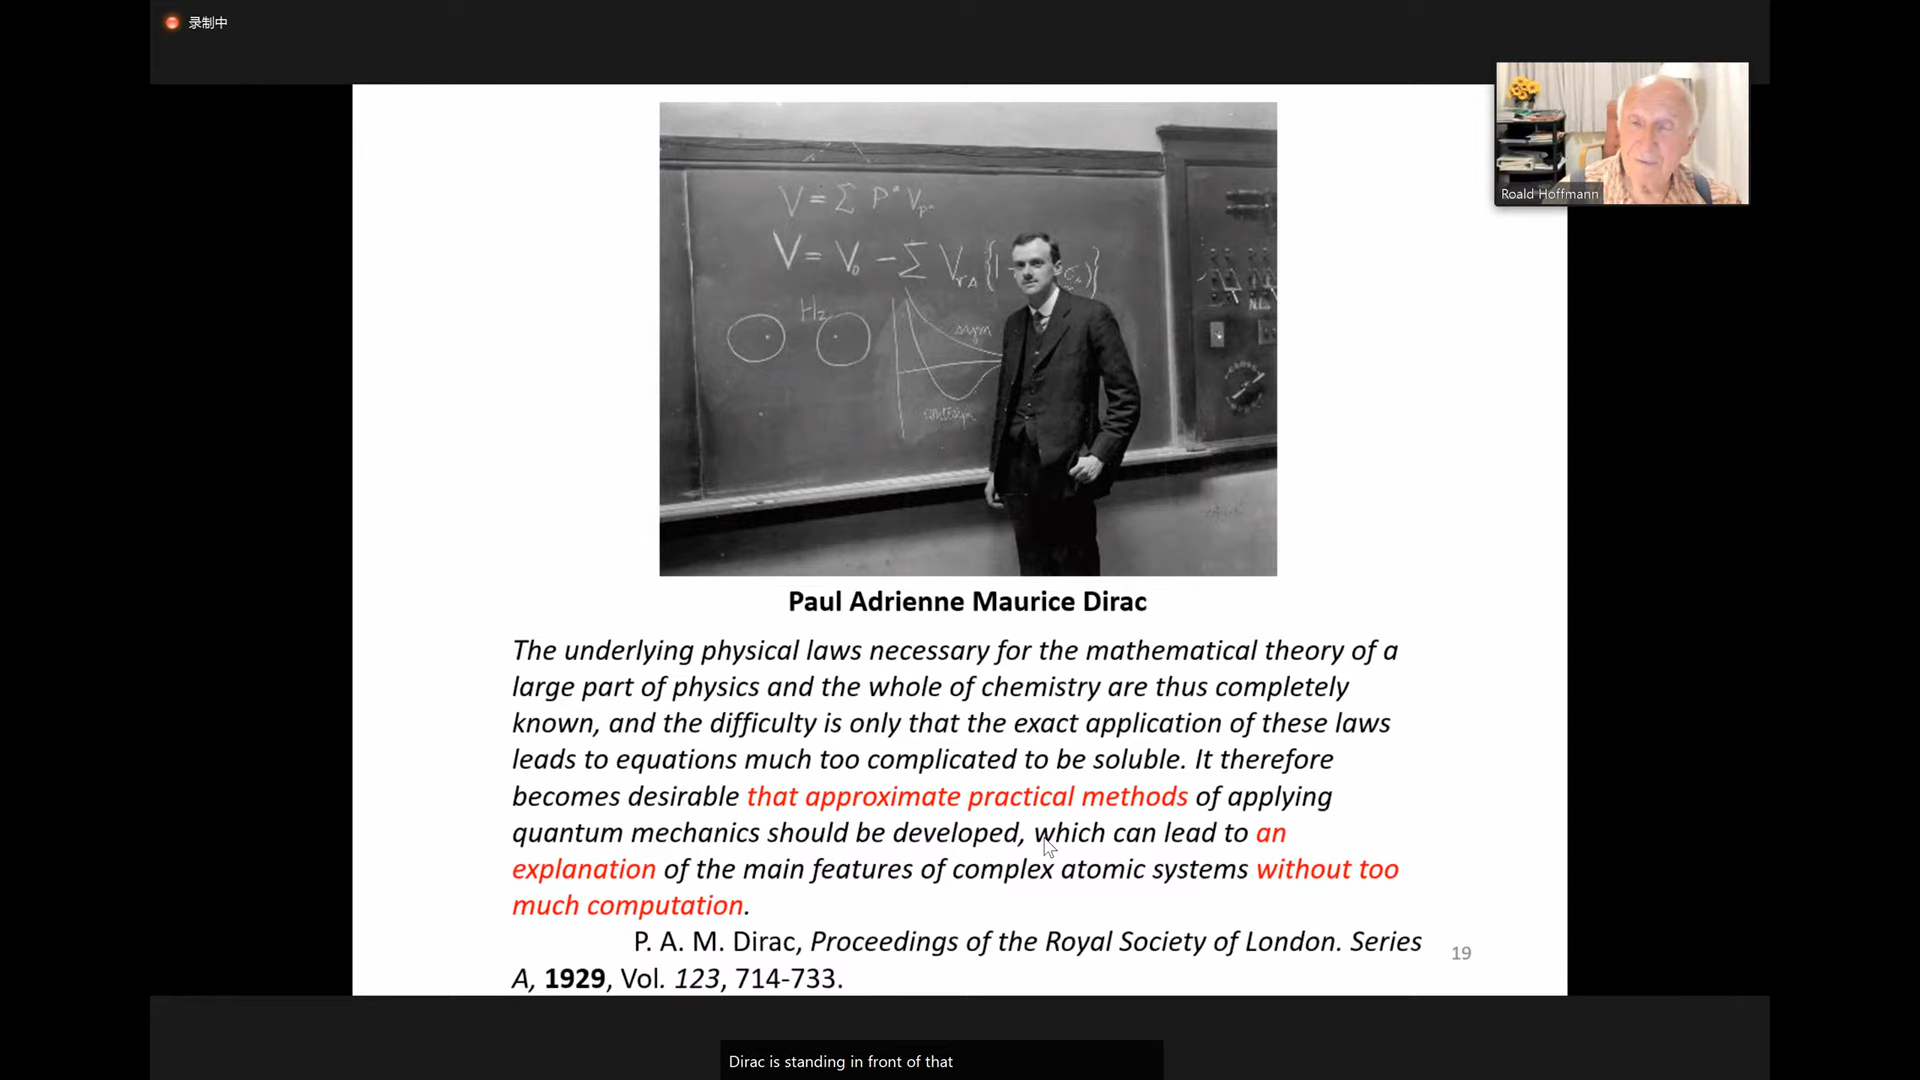 录制中
Roald Hoffmann
V = Σ P° V
V = V₀ − Σ V {1 −
H₂
sym
antisym
Paul Adrienne Maurice Dirac
The underlying physical laws necessary for the mathematical theory of a
large part of physics and the whole of chemistry are thus completely
known, and the difficulty is only that the exact application of these laws
leads to equations much too complicated to be soluble. It therefore
becomes desirable that approximate practical methods of applying
quantum mechanics should be developed, which can lead to an
explanation of the main features of complex atomic systems without too
much computation.
P. A. M. Dirac, Proceedings of the Royal Society of London. Series
A, 1929, Vol. 123, 714-733.
19
Dirac is standing in front of that